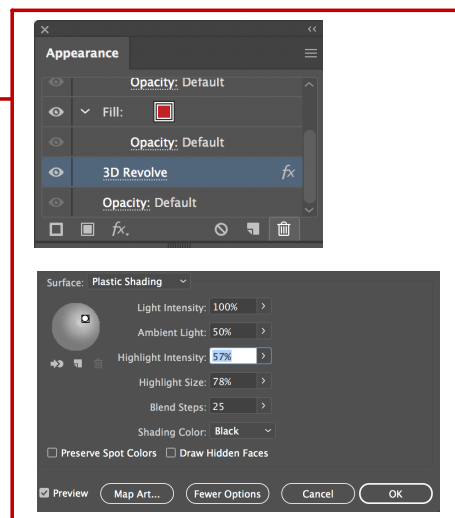 Appearance
Opacity: Default
Fill:
Opacity: Default
3D Revolve fx
Opacity: Default
fx.
Surface: Plastic Shading
Light Intensity: 100%
Ambient Light: 50%
Highlight Intensity: 57%
Highlight Size: 78%
Blend Steps: 25
Shading Color: Black
Preserve Spot Colors Draw Hidden Faces
Preview Map Art... Fewer Options Cancel OK